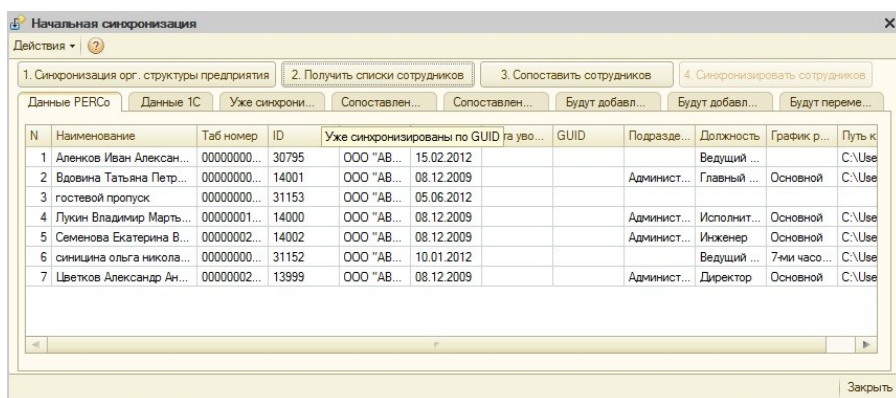 Начальная синхронизация
Действия ?
1. Синхронизация орг. структуры предприятия 2. Получить списки сотрудников 3. Сопоставить сотрудников 4. Синхронизировать сотрудников
Данные PERCo Данные 1С Уже синхрони... Сопоставлен... Сопоставлен... Будут добавл... Будут добавл... Будут переме...
N Наименование Таб номер ID Уже синхронизированы по GUID та уво... GUID Подразде... Должность График р... Путь к
1 Аленков Иван Алексан... 00000000... 30795 ООО "АВ... 15.02.2012 Ведущий ... C:\Use
2 Вдовина Татьяна Петр... 00000000... 14001 ООО "АВ... 08.12.2009 Админист... Главный ... Основной C:\Use
3 гостевой пропуск 00000000... 31153 ООО "АВ... 05.06.2012 C:\Use
4 Лукин Владимир Марть... 00000001... 14000 ООО "АВ... 08.12.2009 Админист... Исполнит... Основной C:\Use
5 Семенова Екатерина В... 00000002... 14002 ООО "АВ... 08.12.2009 Админист... Инженер Основной C:\Use
6 синицина ольга никола... 00000000... 31152 ООО "АВ... 10.01.2012 Ведущий ... 7-ми часо... C:\Use
7 Цветков Александр Ан... 00000002... 13999 ООО "АВ... 08.12.2009 Админист... Директор Основной C:\Use
Закрыть